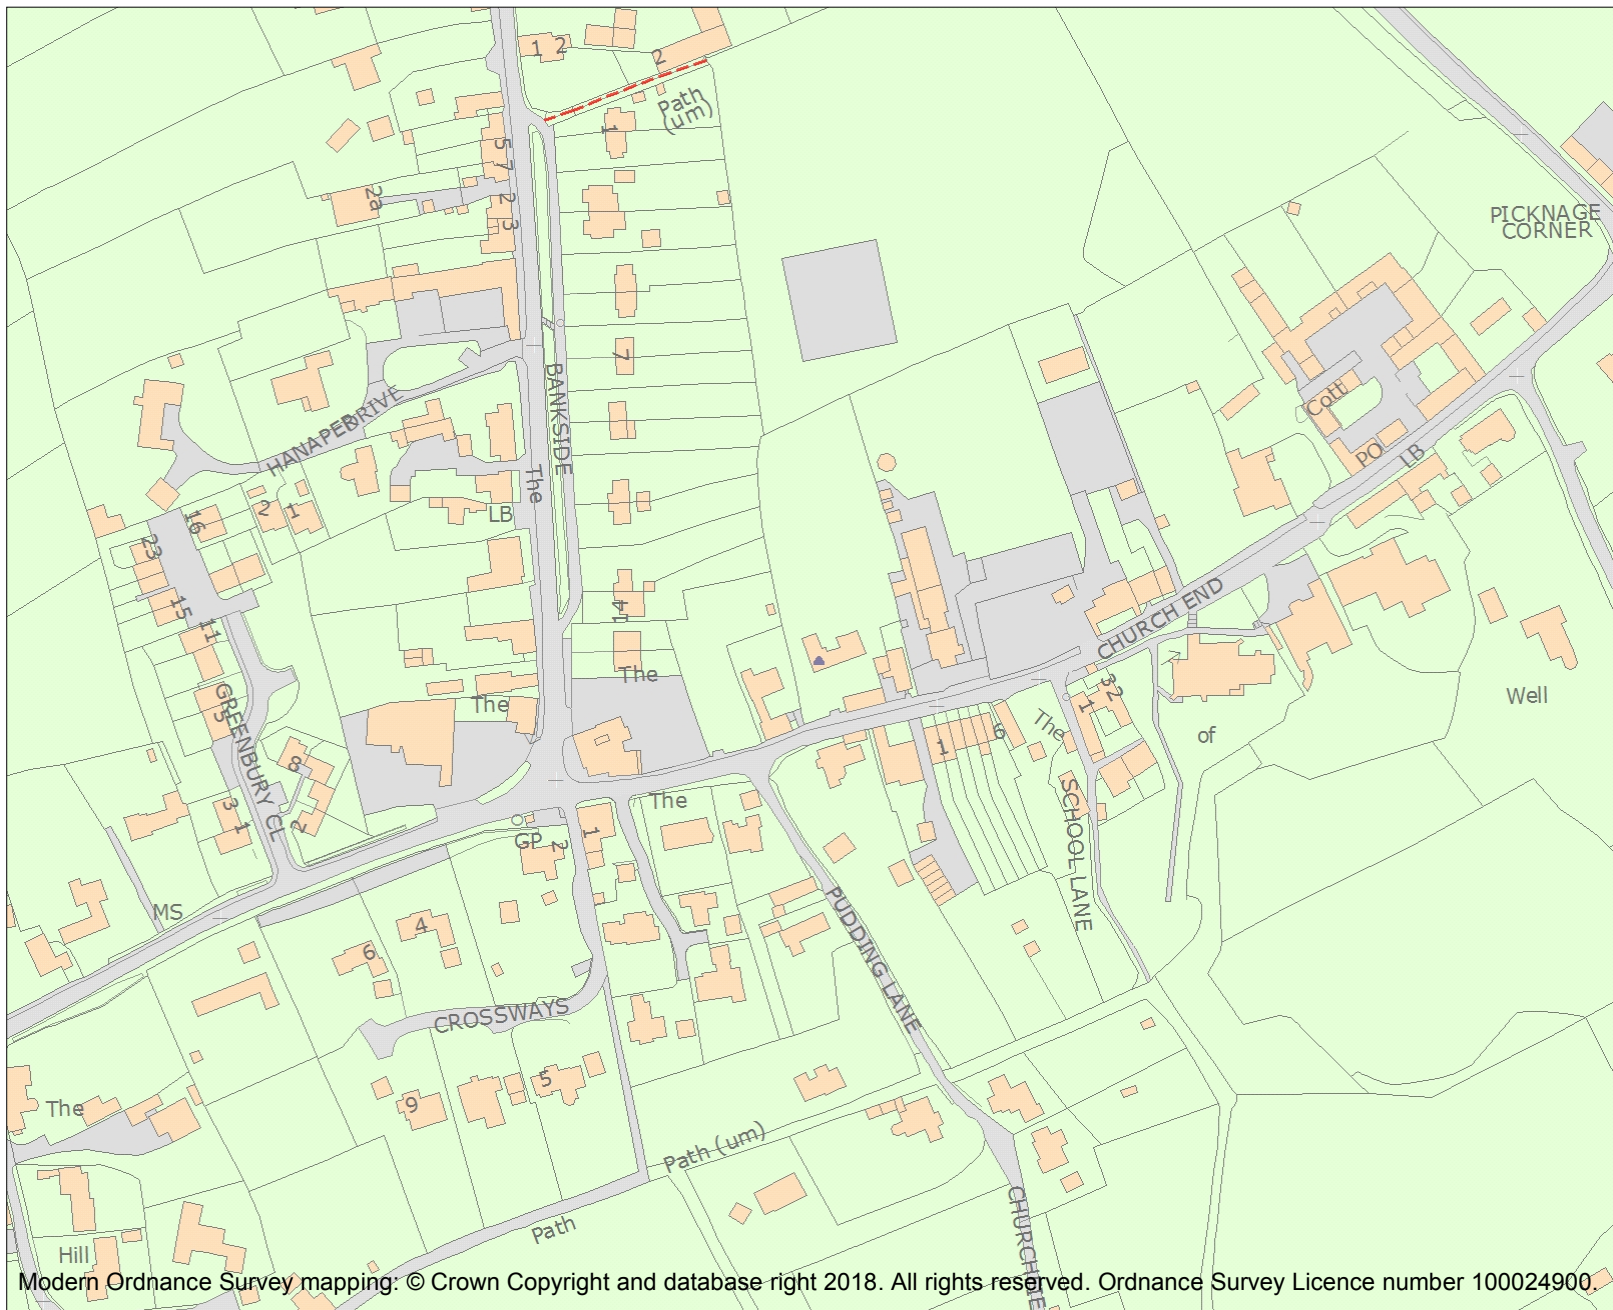 1 2
2
Path
(um)
1
5 7
2 3
2a
PICKNAGE
CORNER
7
BANKSIDE
HANAPER DRIVE
The
Cott
PO
LB
LB
2
1
16
23
15
11
14
The
The
CHURCH END
3 2
1
The
1
6
of
Well
5
GREENBURY CL
8
2
3
1
The
GP
2
1
SCHOOL LANE
MS
4
6
PUDDING LANE
CROSSWAYS
5
9
The
Path (um)
Path
CHURCH
Hill
Modern Ordnance Survey mapping: © Crown Copyright and database right 2018. All rights reserved. Ordnance Survey Licence number 100024900.